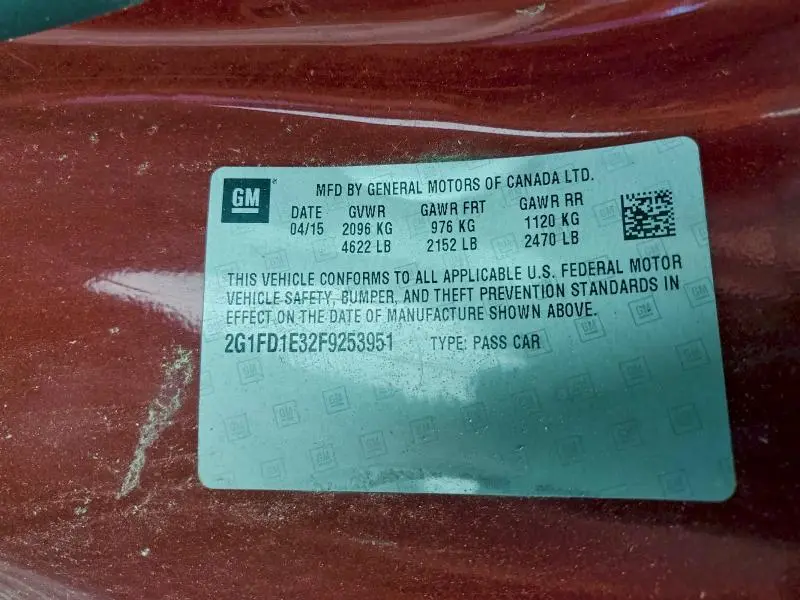 GM
MFD BY GENERAL MOTORS OF CANADA LTD.
DATE GVWR GAWR FRT GAWR RR
04/15 2096 KG 976 KG 1120 KG
4622 LB 2152 LB 2470 LB
THIS VEHICLE CONFORMS TO ALL APPLICABLE U.S. FEDERAL MOTOR
VEHICLE SAFETY, BUMPER, AND THEFT PREVENTION STANDARDS IN
EFFECT ON THE DATE OF MANUFACTURE SHOWN ABOVE.
2G1FD1E32F9253951 TYPE: PASS CAR